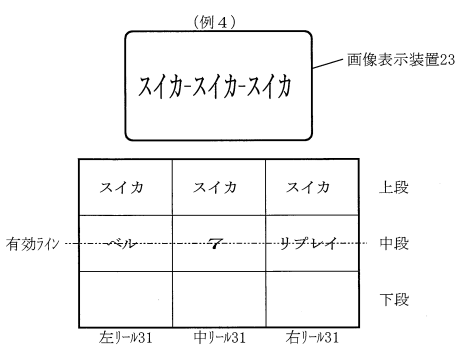 (例4)
画像表示装置23
スイカ-スイカ-スイカ
スイカ スイカ スイカ 上段
有効ライン ベル 7 リプレイ 中段
下段
左リール31 中リール31 右リール31